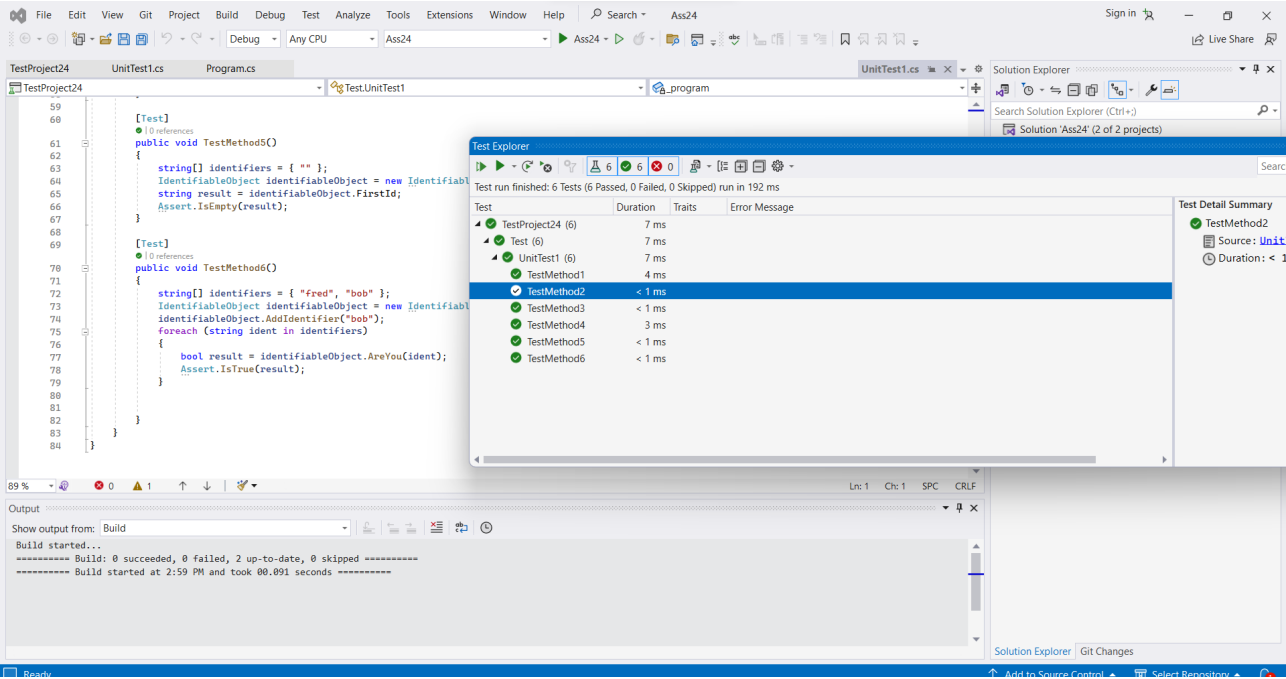 File Edit View Git Project Build Debug Test Analyze Tools Extensions Window Help Search Ass24 Sign in
Debug Any CPU Ass24 Ass24 Live Share
TestProject24 UnitTest1.cs Program.cs UnitTest1.cs
TestProject24 Test.UnitTest1 _program
59
60 [Test]
0 references
61 public void TestMethod5()
62 {
63 string[] identifiers = { "" };
64 IdentifiableObject identifiableObject = new Identifiabl
65 string result = identifiableObject.FirstId;
66 Assert.IsEmpty(result);
67 }
68
69 [Test]
0 references
70 public void TestMethod6()
71 {
72 string[] identifiers = { "fred", "bob" };
73 IdentifiableObject identifiableObject = new Identifiabl
74 identifiableObject.AddIdentifier("bob");
75 foreach (string ident in identifiers)
76 {
77 bool result = identifiableObject.AreYou(ident);
78 Assert.IsTrue(result);
79 }
80
81
82 }
83 }
84 }
89 % 0 1 Ln: 1 Ch: 1 SPC CRLF
Solution Explorer
Search Solution Explorer (Ctrl+;)
Solution 'Ass24' (2 of 2 projects)
Test Explorer
6 6 0 Searc
Test run finished: 6 Tests (6 Passed, 0 Failed, 0 Skipped) run in 192 ms
Test Duration Traits Error Message
TestProject24 (6) 7 ms
Test (6) 7 ms
UnitTest1 (6) 7 ms
TestMethod1 4 ms
TestMethod2 < 1 ms
TestMethod3 < 1 ms
TestMethod4 3 ms
TestMethod5 < 1 ms
TestMethod6 < 1 ms
Test Detail Summary
TestMethod2
Source: Unit
Duration: < 1
Output
Show output from: Build
Build started...
========== Build: 0 succeeded, 0 failed, 2 up-to-date, 0 skipped ==========
========== Build started at 2:59 PM and took 00.091 seconds ==========
Solution Explorer Git Changes
Ready Add to Source Control Select Repository